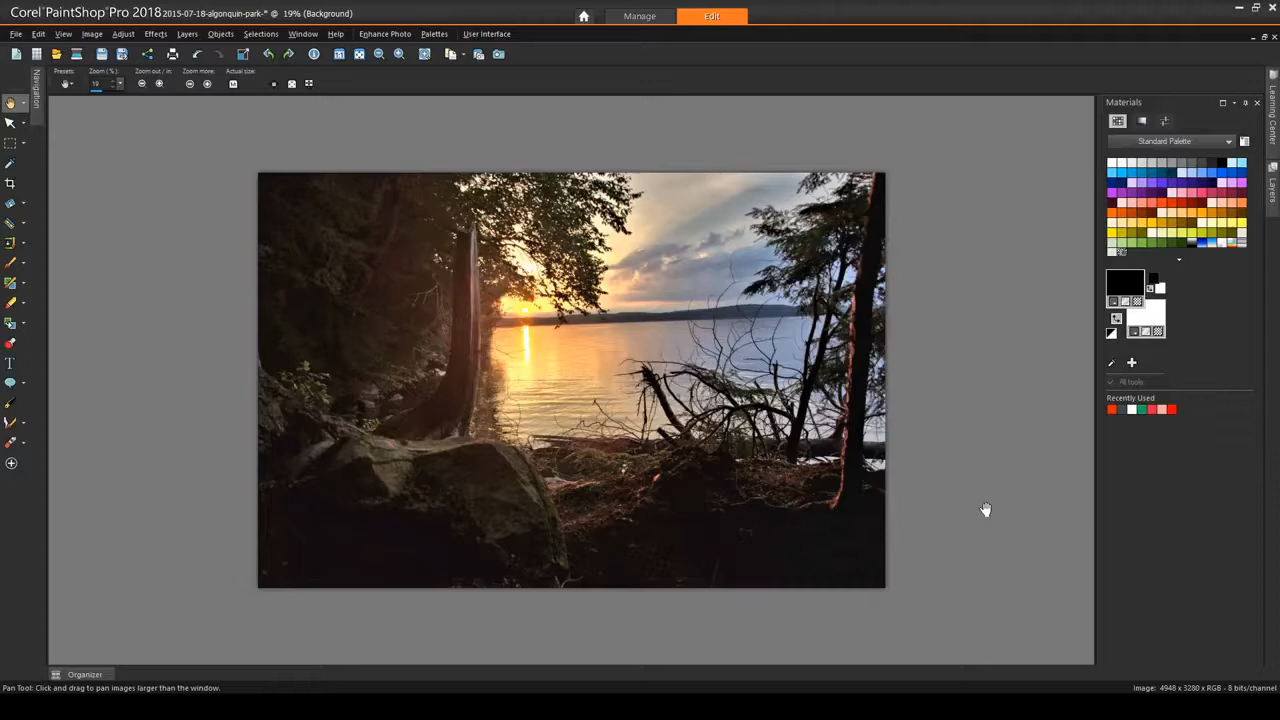 Corel PaintShop Pro 2018 2015-07-18-algonquin-park-* @ 19% (Background)
Manage
Edit
File Edit View Image Adjust Effects Layers Objects Selections Window Help Enhance Photo Palettes User Interface
Presets: Zoom (%): Zoom out / in: Zoom more: Actual size:
19
Navigation
Materials
Standard Palette
All tools
Recently Used
Learning Center
Layers
Organizer
Pan Tool: Click and drag to pan images larger than the window.
Image: 4948 x 3280 x RGB - 8 bits/channel